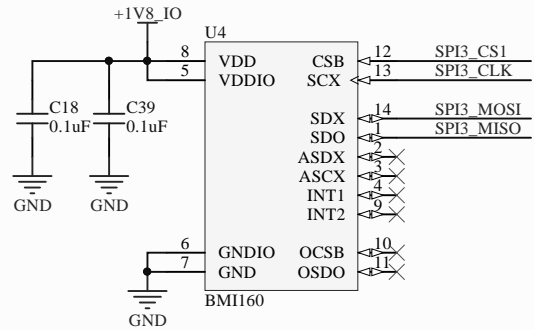 +1V8_IO
U4
8 VDD CSB 12 SPI3_CS1
5 VDDIO SCX 13 SPI3_CLK
C18
0.1uF
C39
0.1uF
SDX 14 SPI3_MOSI
SDO 1 SPI3_MISO
ASDX 2
ASCX 3
INT1 4
INT2 9
GND
GND
6 GNDIO OCSB 10
7 GND OSDO 11
BMI160
GND